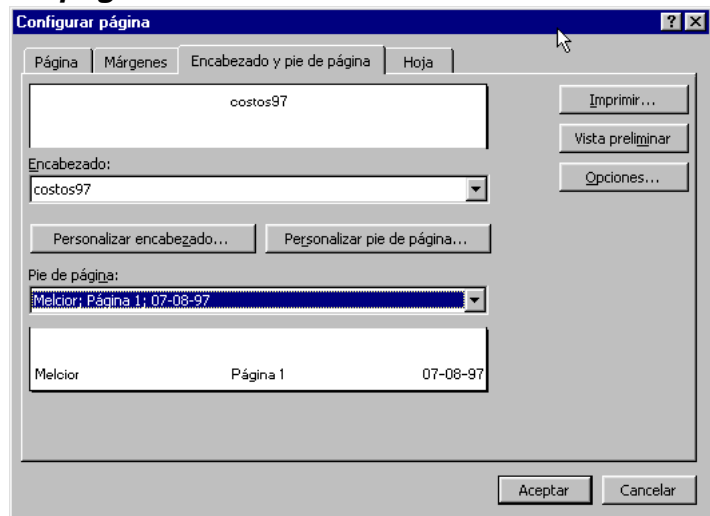 Configurar página
Página Márgenes Encabezado y pie de página Hoja
costos97
Imprimir...
Vista preliminar
Encabezado:
Opciones...
costos97
Personalizar encabezado... Personalizar pie de página...
Pie de página:
Melcior; Página 1; 07-08-97
Melcior Página 1 07-08-97
Aceptar Cancelar